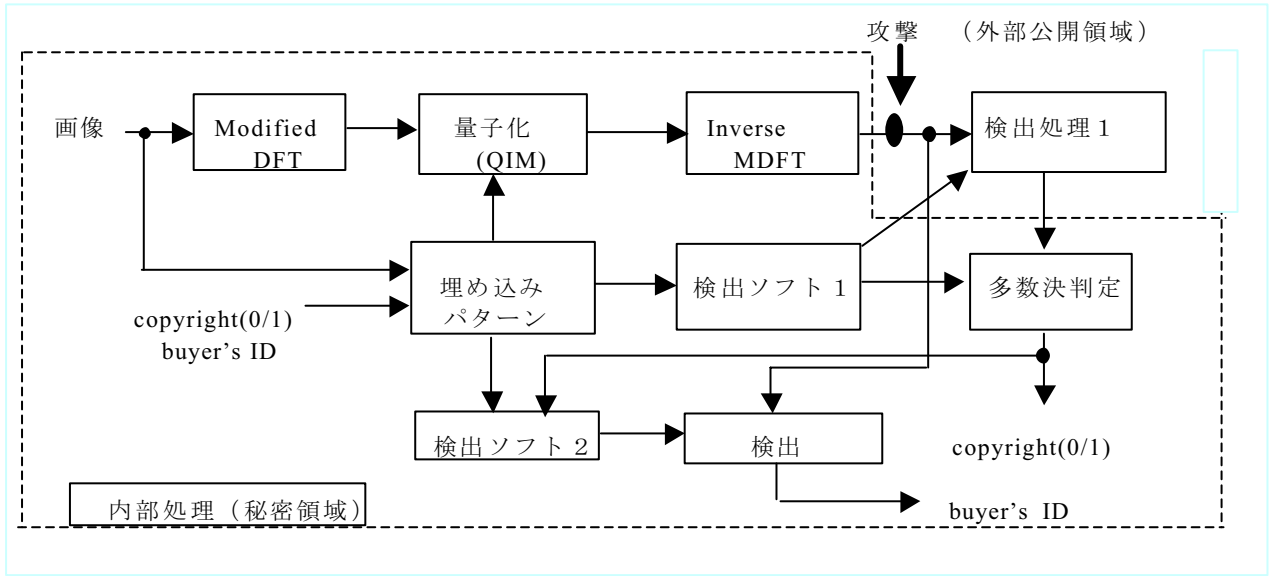 攻撃 （外部公開領域）
画像
Modified
DFT
量子化
(QIM)
Inverse
MDFT
検出処理１
埋め込み
パターン
検出ソフト１
多数決判定
copyright(0/1)
buyer's ID
検出ソフト２
検出
copyright(0/1)
内部処理（秘密領域）
buyer's ID